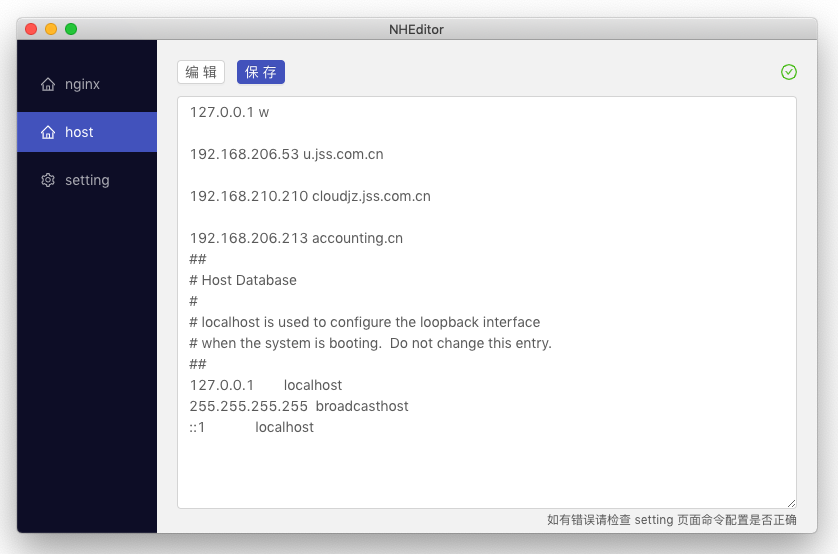 NHEditor
nginx
host
setting
编 辑 保 存
127.0.0.1 w
192.168.206.53 u.jss.com.cn
192.168.210.210 cloudjz.jss.com.cn
192.168.206.213 accounting.cn
##
# Host Database
#
# localhost is used to configure the loopback interface
# when the system is booting.  Do not change this entry.
##
127.0.0.1       localhost
255.255.255.255  broadcasthost
::1             localhost
如有错误请检查 setting 页面命令配置是否正确